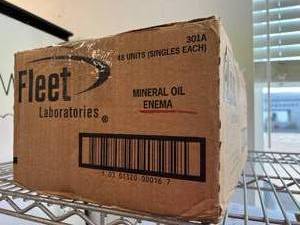 301A
48 UNITS (SINGLES EACH)
Fleet
Laboratories®
MINERAL OIL
ENEMA